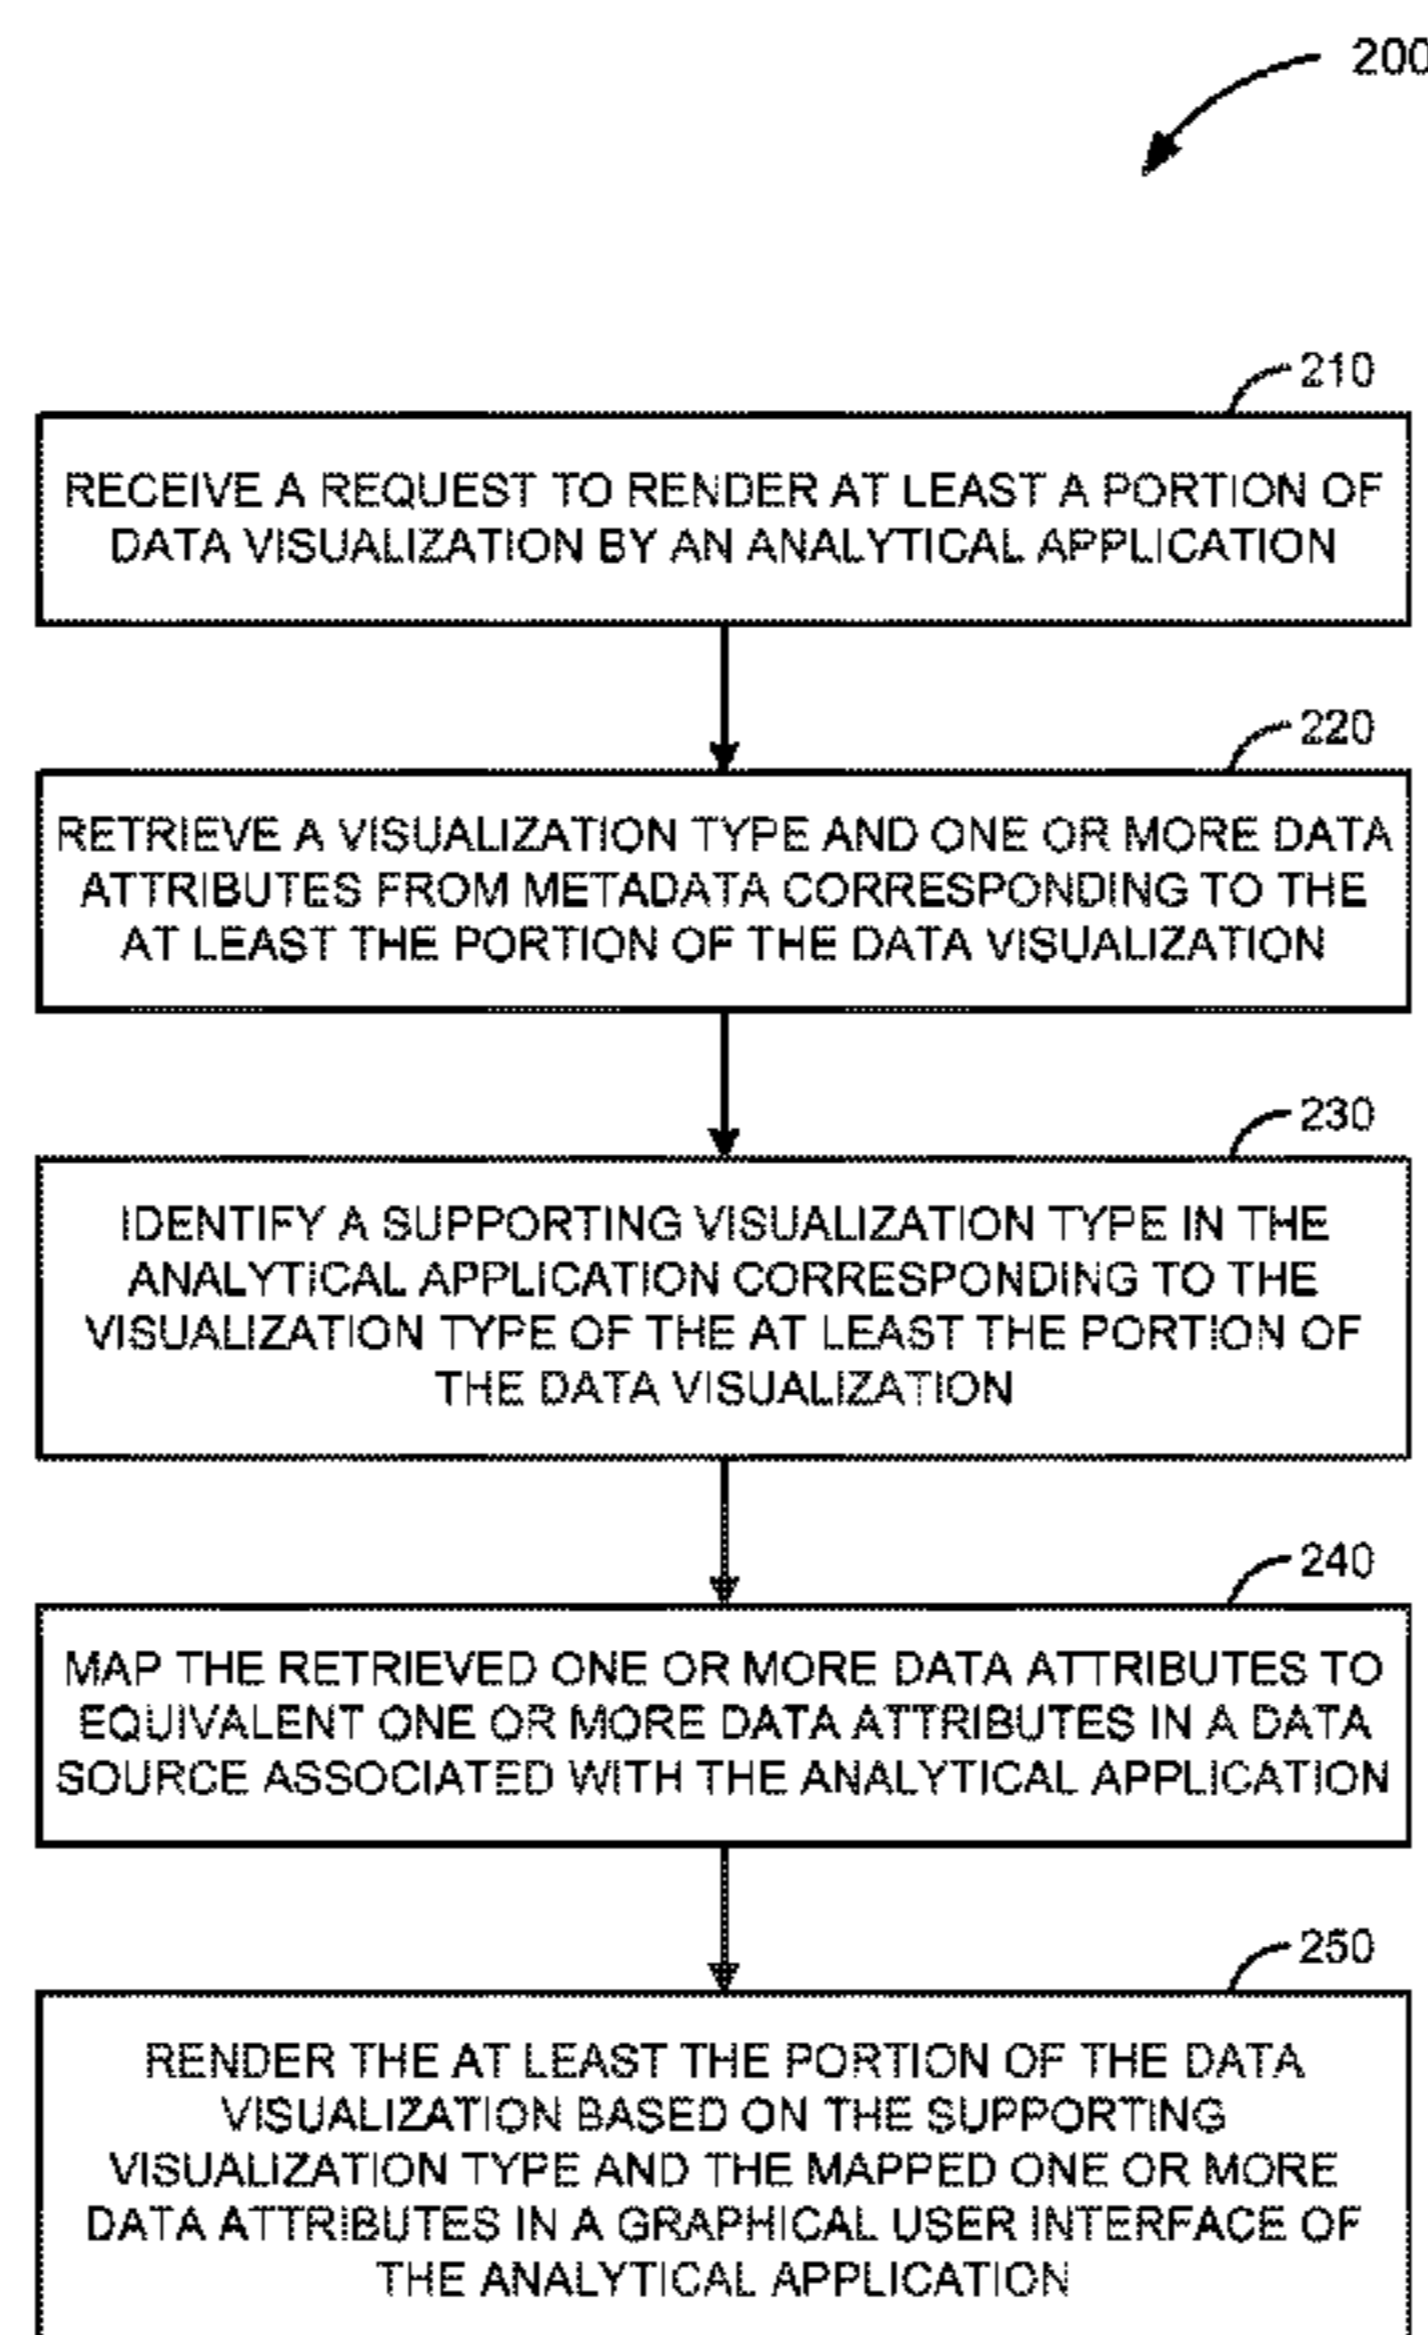 200
210
RECEIVE A REQUEST TO RENDER AT LEAST A PORTION OF
DATA VISUALIZATION BY AN ANALYTICAL APPLICATION
220
RETRIEVE A VISUALIZATION TYPE AND ONE OR MORE DATA
ATTRIBUTES FROM METADATA CORRESPONDING TO THE
AT LEAST THE PORTION OF THE DATA VISUALIZATION
230
IDENTIFY A SUPPORTING VISUALIZATION TYPE IN THE
ANALYTICAL APPLICATION CORRESPONDING TO THE
VISUALIZATION TYPE OF THE AT LEAST THE PORTION OF
THE DATA VISUALIZATION
240
MAP THE RETRIEVED ONE OR MORE DATA ATTRIBUTES TO
EQUIVALENT ONE OR MORE DATA ATTRIBUTES IN A DATA
SOURCE ASSOCIATED WITH THE ANALYTICAL APPLICATION
250
RENDER THE AT LEAST THE PORTION OF THE DATA
VISUALIZATION BASED ON THE SUPPORTING
VISUALIZATION TYPE AND THE MAPPED ONE OR MORE
DATA ATTRIBUTES IN A GRAPHICAL USER INTERFACE OF
THE ANALYTICAL APPLICATION